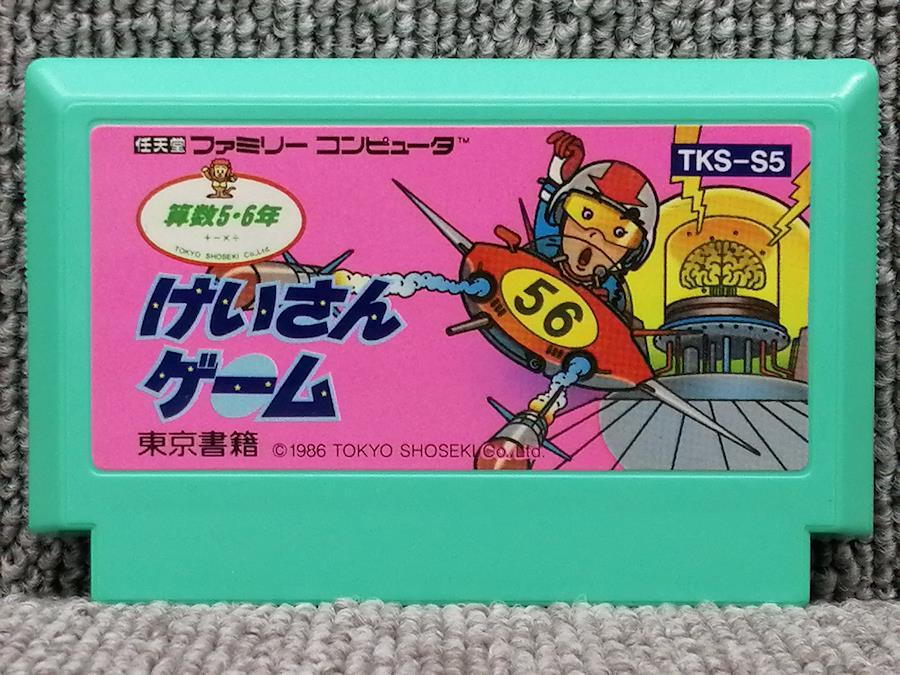 任天堂 ファミリー コンピュータ™
TKS-S5
算数5・6年
+-×÷
TOKYO SHOSEKI Co., Ltd.
けいさん
ゲーム
56
東京書籍 ©1986 TOKYO SHOSEKI Co., Ltd.